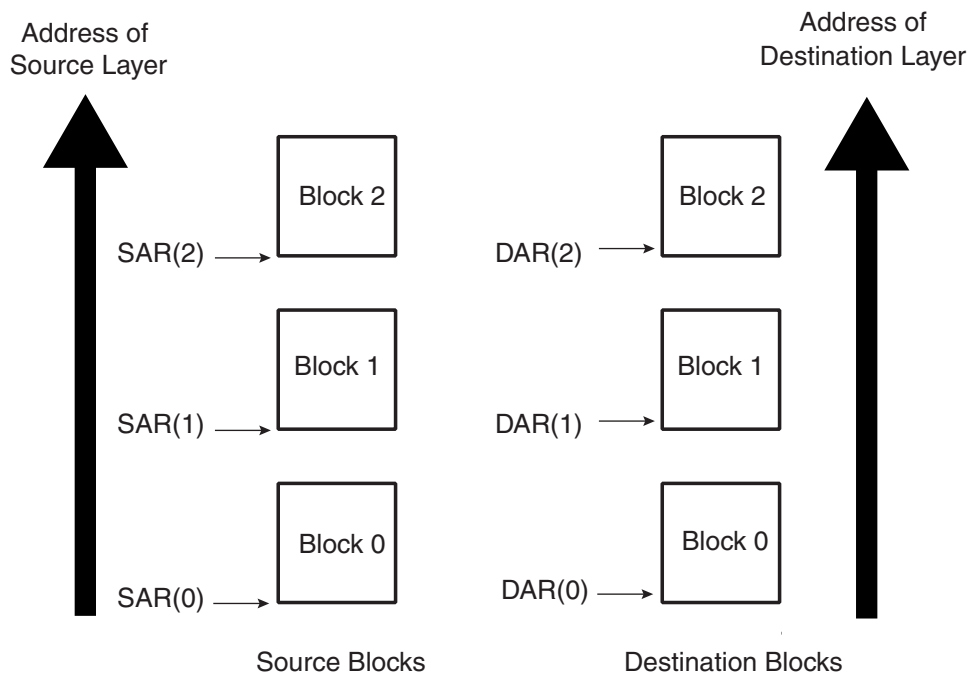 Address of
Source Layer
Address of
Destination Layer
Block 2
Block 2
SAR(2)
DAR(2)
Block 1
Block 1
SAR(1)
DAR(1)
Block 0
Block 0
SAR(0)
DAR(0)
Source Blocks
Destination Blocks